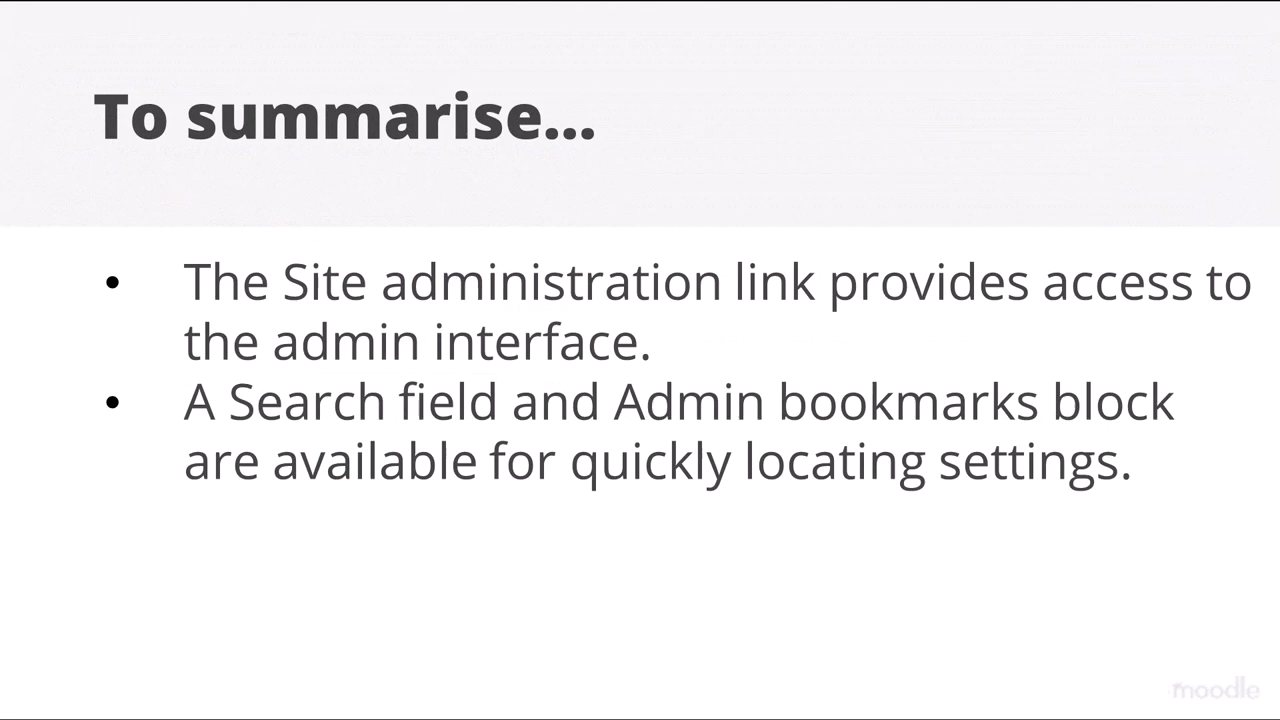 To summarise...
• The Site administration link provides access to
the admin interface.
• A Search field and Admin bookmarks block
are available for quickly locating settings.
moodle